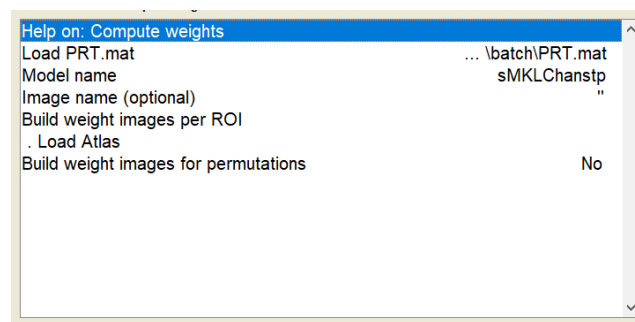 Help on: Compute weights
Load PRT.mat ... \batch\PRT.mat
Model name sMKLChanstp
Image name (optional) ''
Build weight images per ROI
. Load Atlas
Build weight images for permutations No